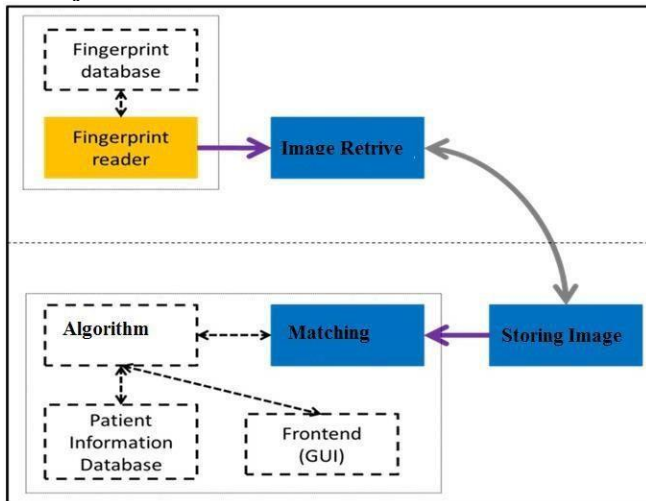 Fingerprint
database
Fingerprint
reader
Image Retrive
Algorithm
Matching
Storing Image
Patient
Information
Database
Frontend
(GUI)